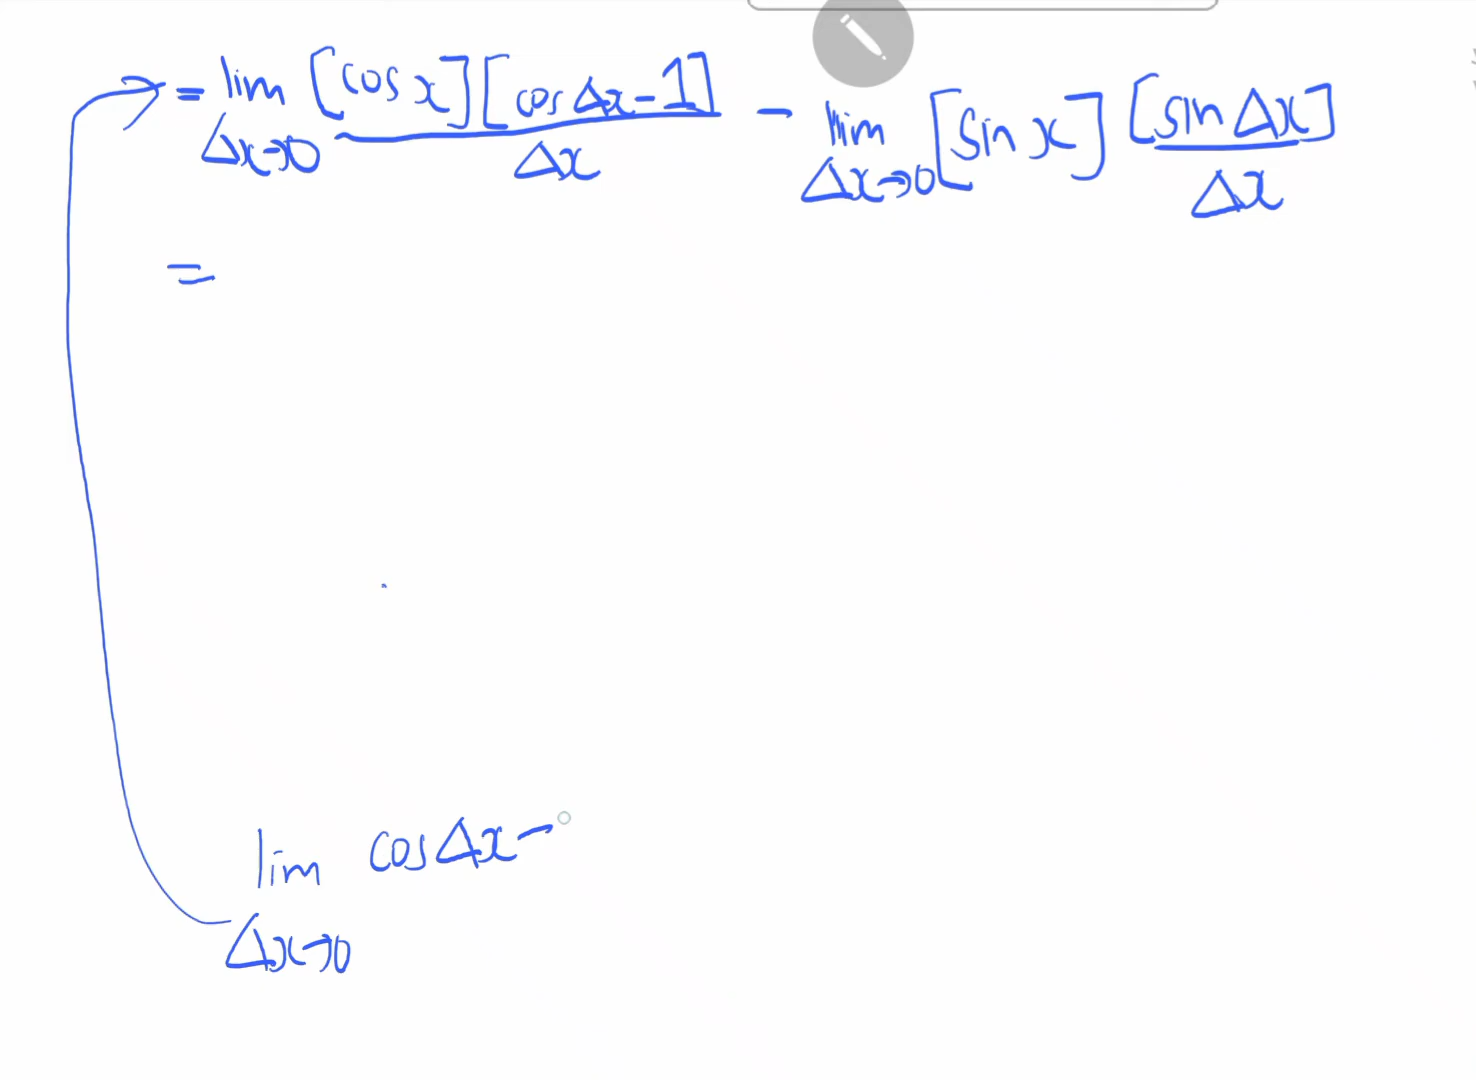 = lim [cos x][cos Δx - 1] - lim [sin x] [sin Δx]
Δx→0 Δx Δx→0 Δx
=
lim cos Δx -
Δx→0